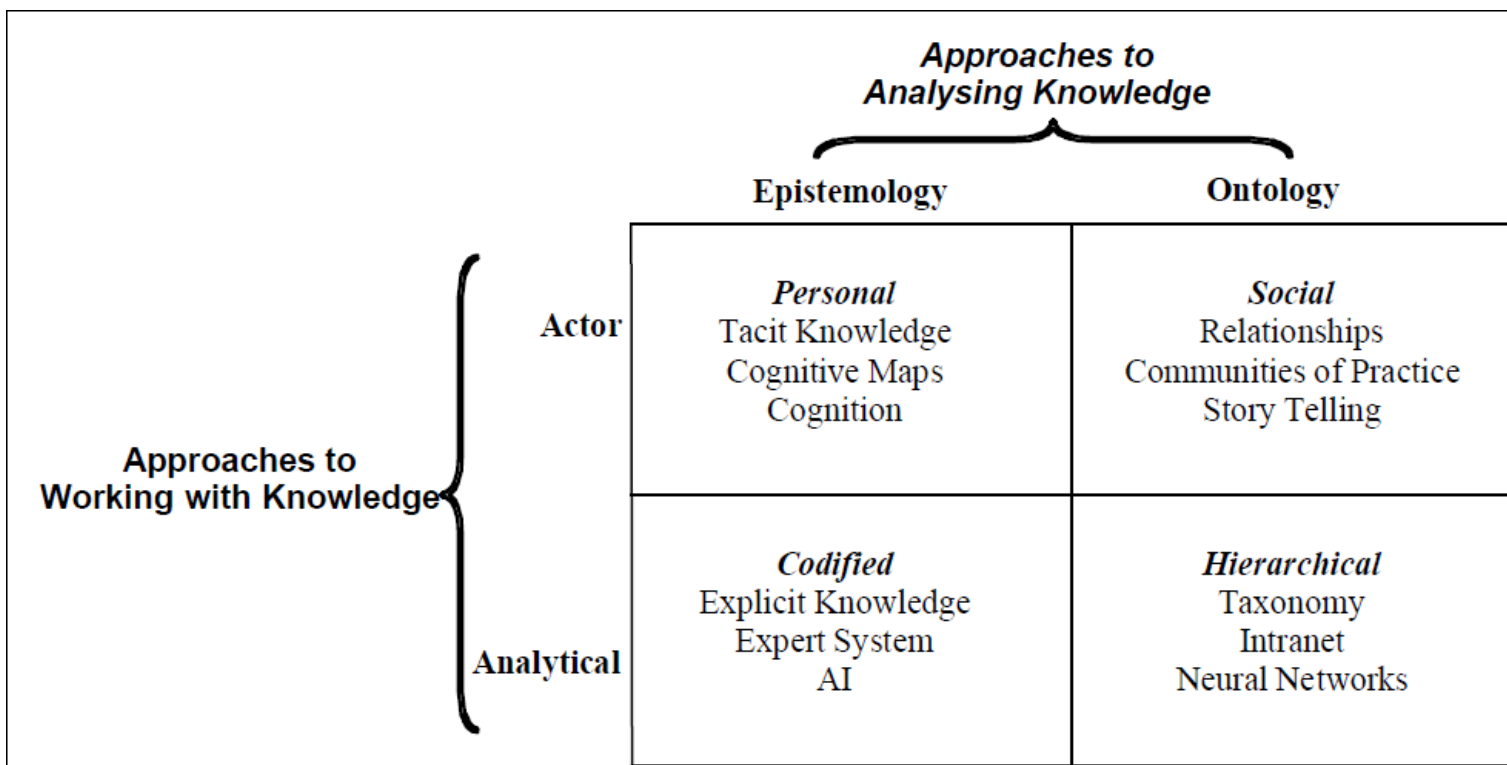 Approaches to
Analysing Knowledge
Epistemology
Ontology
Actor
Personal
Tacit Knowledge
Cognitive Maps
Cognition
Social
Relationships
Communities of Practice
Story Telling
Approaches to
Working with Knowledge
Analytical
Codified
Explicit Knowledge
Expert System
AI
Hierarchical
Taxonomy
Intranet
Neural Networks